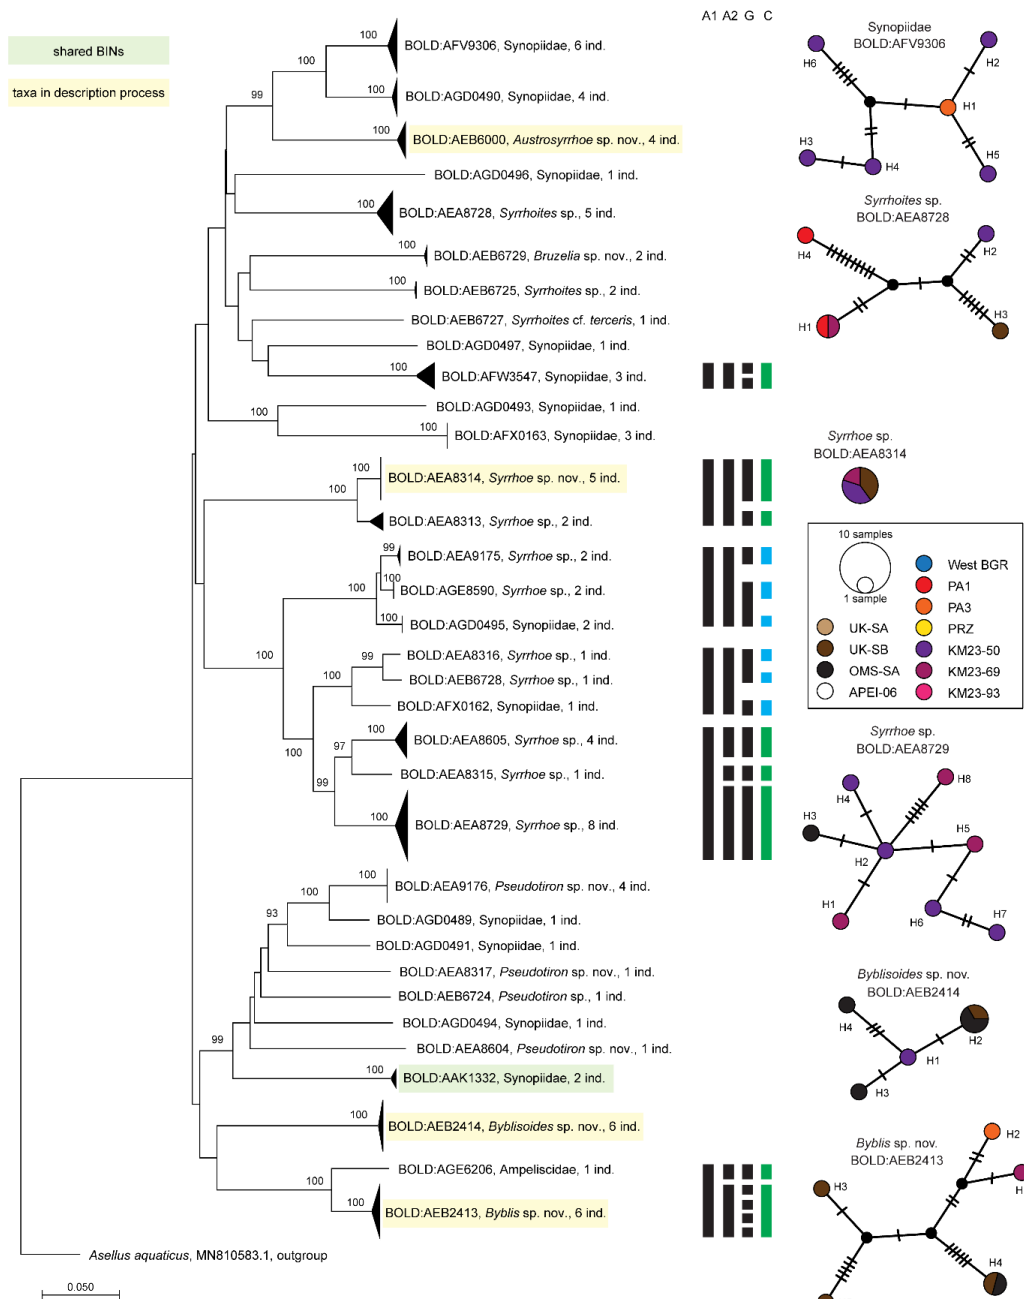 shared BINs
taxa in description process
A1 A2 G C
100
BOLD:AFV9306, Synopiidae, 6 ind.
100
99
100
BOLD:AGD0490, Synopiidae, 4 ind.
100
BOLD:AEB6000, Austrosyrrhoe sp. nov., 4 ind.
BOLD:AGD0496, Synopiidae, 1 ind.
100
BOLD:AEA8728, Syrrhoites sp., 5 ind.
100
BOLD:AEB6729, Bruzelia sp. nov., 2 ind.
100
BOLD:AEB6725, Syrrhoites sp., 2 ind.
BOLD:AEB6727, Syrrhoites cf. terceris, 1 ind.
BOLD:AGD0497, Synopiidae, 1 ind.
100
BOLD:AFW3547, Synopiidae, 3 ind.
BOLD:AGD0493, Synopiidae, 1 ind.
100
100
BOLD:AFX0163, Synopiidae, 3 ind.
100
BOLD:AEA8314, Syrrhoe sp. nov., 5 ind.
100
100
BOLD:AEA8313, Syrrhoe sp., 2 ind.
99
BOLD:AEA9175, Syrrhoe sp., 2 ind.
100
BOLD:AGE8590, Syrrhoe sp., 2 ind.
100
100
BOLD:AGD0495, Synopiidae, 2 ind.
100
99
BOLD:AEA8316, Syrrhoe sp., 1 ind.
100
BOLD:AEB6728, Syrrhoe sp., 1 ind.
BOLD:AFX0162, Synopiidae, 1 ind.
100
100
BOLD:AEA8605, Syrrhoe sp., 4 ind.
97
BOLD:AEA8315, Syrrhoe sp., 1 ind.
99
100
BOLD:AEA8729, Syrrhoe sp., 8 ind.
100
BOLD:AEA9176, Pseudotiron sp. nov., 4 ind.
100
93
BOLD:AGD0489, Synopiidae, 1 ind.
BOLD:AGD0491, Synopiidae, 1 ind.
BOLD:AEA8317, Pseudotiron sp. nov., 1 ind.
BOLD:AEB6724, Pseudotiron sp., 1 ind.
BOLD:AGD0494, Synopiidae, 1 ind.
99
BOLD:AEA8604, Pseudotiron sp. nov., 1 ind.
100
BOLD:AAK1332, Synopiidae, 2 ind.
100
BOLD:AEB2414, Byblisoides sp. nov., 6 ind.
BOLD:AGE6206, Ampeliscidae, 1 ind.
100
100
BOLD:AEB2413, Byblis sp. nov., 6 ind.
Asellus aquaticus, MN810583.1, outgroup
0.050
Synopiidae
BOLD:AFV9306
H6
H2
H1
H3
H4
H5
Syrrhoites sp.
BOLD:AEA8728
H4
H2
H1
H3
Syrrhoe sp.
BOLD:AEA8314
10 samples
1 sample
UK-SA
UK-SB
OMS-SA
APEI-06
West BGR
PA1
PA3
PRZ
KM23-50
KM23-69
KM23-93
Syrrhoe sp.
BOLD:AEA8729
H8
H4
H3
H5
H2
H1
H6
H7
Byblisoides sp. nov.
BOLD:AEB2414
H4
H2
H1
H3
Byblis sp. nov.
BOLD:AEB2413
H2
H3
H
H4